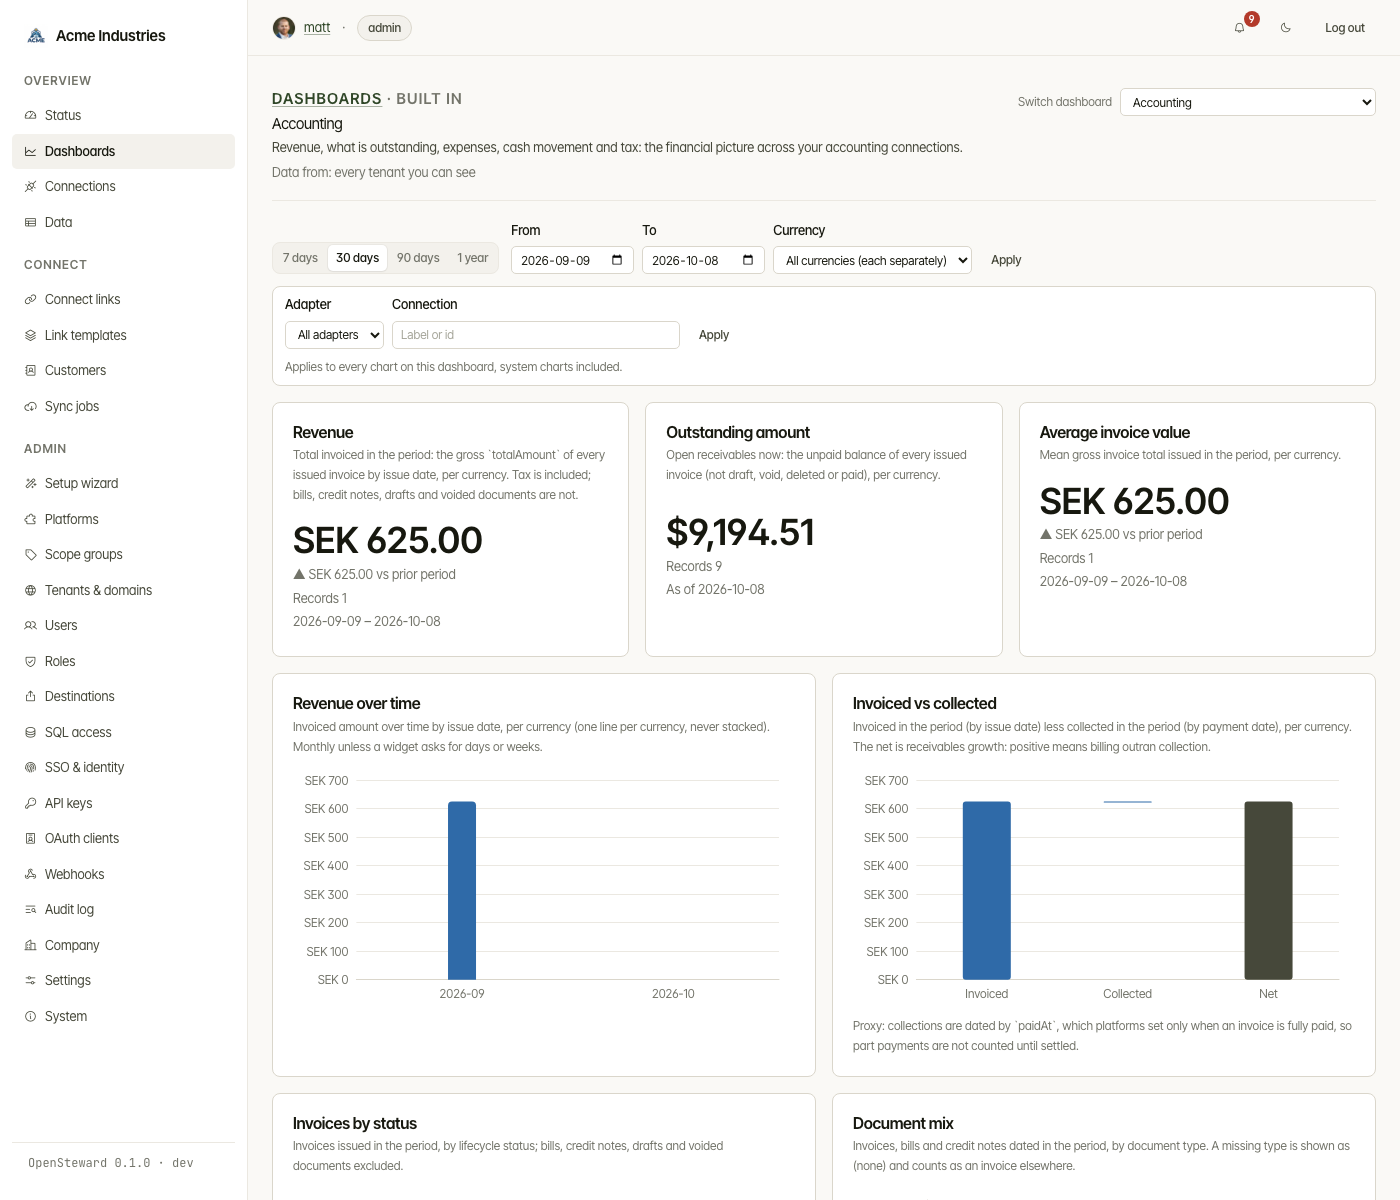 ACME
Acme Industries
OVERVIEW
Status
Dashboards
Connections
Data
CONNECT
Connect links
Link templates
Customers
Sync jobs
ADMIN
Setup wizard
Platforms
Scope groups
Tenants & domains
Users
Roles
Destinations
SQL access
SSO & identity
API keys
OAuth clients
Webhooks
Audit log
Company
Settings
System
OpenSteward 0.1.0 · dev
matt · admin
9
Log out
DASHBOARDS · BUILT IN
Accounting
Revenue, what is outstanding, expenses, cash movement and tax: the financial picture across your accounting connections.
Data from: every tenant you can see
Switch dashboard Accounting
7 days 30 days 90 days 1 year
From
2026-09-09
To
2026-10-08
Currency
All currencies (each separately)
Apply
Adapter
All adapters
Connection
Label or id
Apply
Applies to every chart on this dashboard, system charts included.
Revenue
Total invoiced in the period: the gross `totalAmount` of every
issued invoice by issue date, per currency. Tax is included;
bills, credit notes, drafts and voided documents are not.
SEK 625.00
▲ SEK 625.00 vs prior period
Records 1
2026-09-09 – 2026-10-08
Outstanding amount
Open receivables now: the unpaid balance of every issued
invoice (not draft, void, deleted or paid), per currency.
$9,194.51
Records 9
As of 2026-10-08
Average invoice value
Mean gross invoice total issued in the period, per currency.
SEK 625.00
▲ SEK 625.00 vs prior period
Records 1
2026-09-09 – 2026-10-08
Revenue over time
Invoiced amount over time by issue date, per currency (one line per currency, never stacked).
Monthly unless a widget asks for days or weeks.
SEK 700
SEK 600
SEK 500
SEK 400
SEK 300
SEK 200
SEK 100
SEK 0
2026-09 2026-10
Invoiced vs collected
Invoiced in the period (by issue date) less collected in the period (by payment date), per currency.
The net is receivables growth: positive means billing outran collection.
SEK 700
SEK 600
SEK 500
SEK 400
SEK 300
SEK 200
SEK 100
SEK 0
Invoiced Collected Net
Proxy: collections are dated by `paidAt`, which platforms set only when an invoice is fully paid, so
part payments are not counted until settled.
Invoices by status
Invoices issued in the period, by lifecycle status; bills, credit notes, drafts and voided
documents excluded.
Document mix
Invoices, bills and credit notes dated in the period, by document type. A missing type is shown as
(none) and counts as an invoice elsewhere.